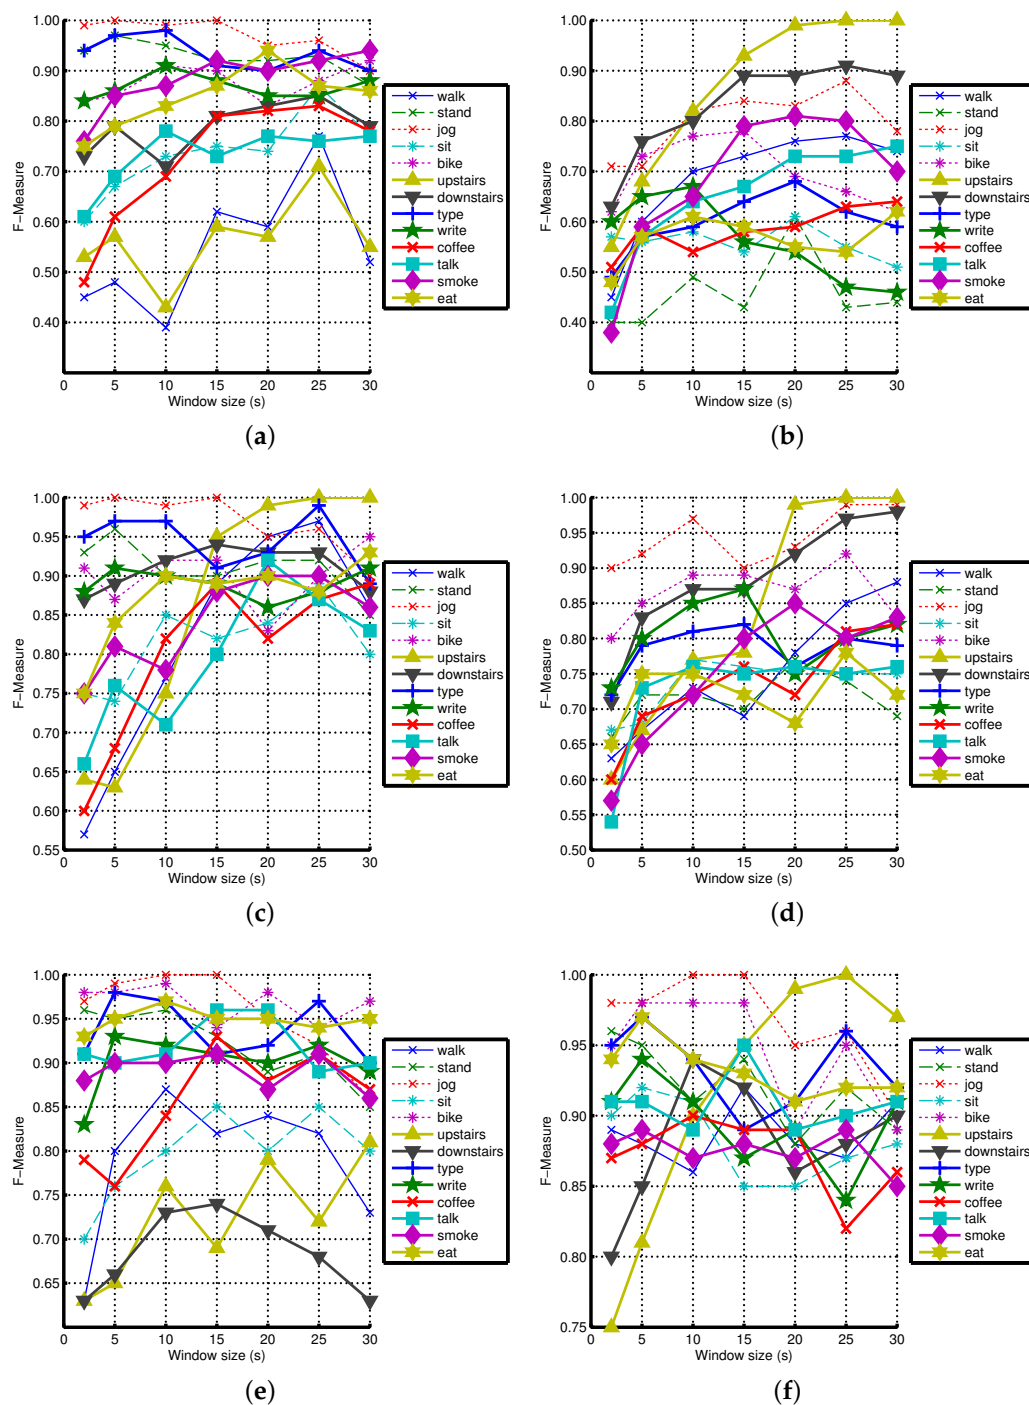 1.00
0.90
0.80
0.70
0.60
0.50
0.40
F−Measure
0 5 10 15 20 25 30
Window size (s)
walk
stand
jog
sit
bike
upstairs
downstairs
type
write
coffee
talk
smoke
eat
(a)
1.00
0.90
0.80
0.70
0.60
0.50
0.40
F−Measure
0 5 10 15 20 25 30
Window size (s)
walk
stand
jog
sit
bike
upstairs
downstairs
type
write
coffee
talk
smoke
eat
(b)
1.00
0.95
0.90
0.85
0.80
0.75
0.70
0.65
0.60
0.55
F−Measure
0 5 10 15 20 25 30
Window size (s)
walk
stand
jog
sit
bike
upstairs
downstairs
type
write
coffee
talk
smoke
eat
(c)
1.00
0.95
0.90
0.85
0.80
0.75
0.70
0.65
0.60
0.55
0.50
F−Measure
0 5 10 15 20 25 30
Window size (s)
walk
stand
jog
sit
bike
upstairs
downstairs
type
write
coffee
talk
smoke
eat
(d)
1.00
0.95
0.90
0.85
0.80
0.75
0.70
0.65
F−Measure
0 5 10 15 20 25 30
Window size (s)
walk
stand
jog
sit
bike
upstairs
downstairs
type
write
coffee
talk
smoke
eat
(e)
1.00
0.95
0.90
0.85
0.80
0.75
F−Measure
0 5 10 15 20 25 30
Window size (s)
walk
stand
jog
sit
bike
upstairs
downstairs
type
write
coffee
talk
smoke
eat
(f)